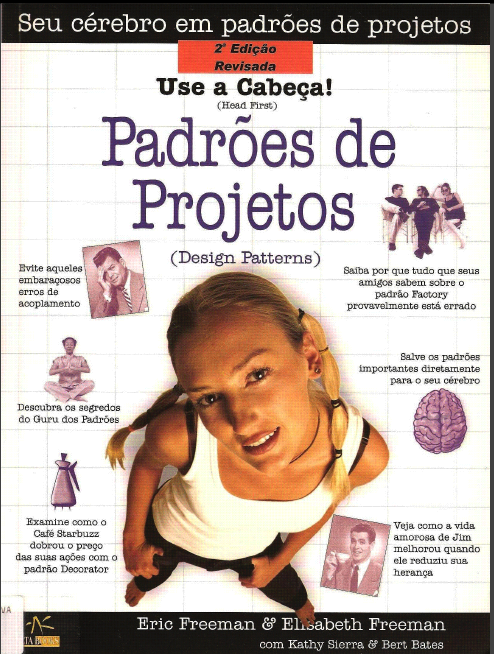 Seu cérebro em padrões de projetos
2ª Edição
Revisada
Use a Cabeça!
(Head First)
Padrões de
Projetos
(Design Patterns)
Evite aqueles
embaraçosos
erros de
acoplamento
Saiba por que tudo que seus
amigos sabem sobre o
padrão Factory
provavelmente está errado
Salve os padrões
importantes diretamente
para o seu cérebro
Descubra os segredos
do Guru dos Padrões
Examine como o
Café Starbuzz
dobrou o preço
das suas ações com o
padrão Decorator
Veja como a vida
amorosa de Jim
melhorou quando
ele reduziu sua
herança
VA
TA BOOKS
Eric Freeman & Elisabeth Freeman
com Kathy Sierra & Bert Bates